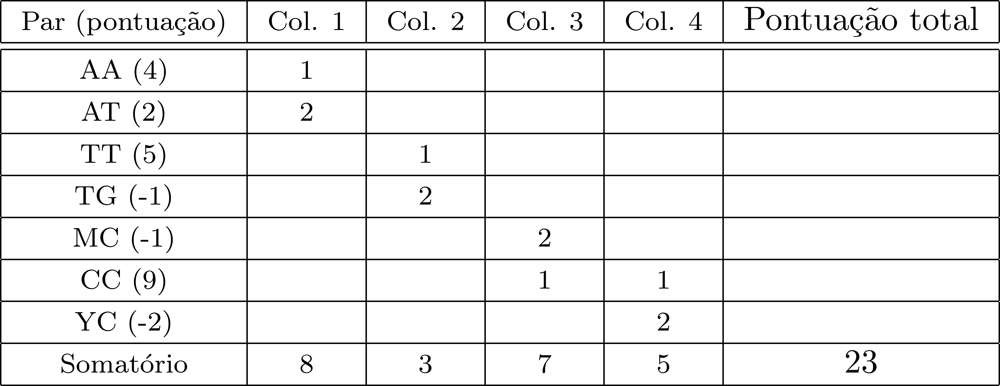 Par (pontuação) Col. 1 Col. 2 Col. 3 Col. 4 Pontuação total
AA (4) 1
AT (2) 2
TT (5) 1
TG (-1) 2
MC (-1) 2
CC (9) 1 1
YC (-2) 2
Somatório 8 3 7 5 23